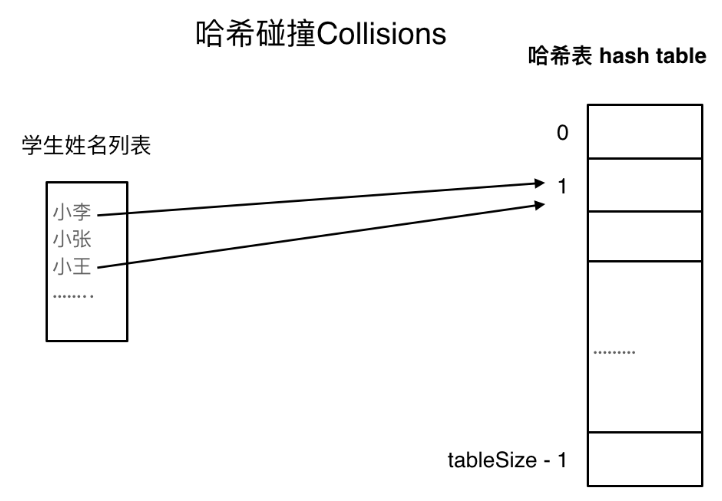 哈希碰撞Collisions
哈希表 hash table
学生姓名列表
小李
小张
小王
........
0
1
.........
tableSize - 1